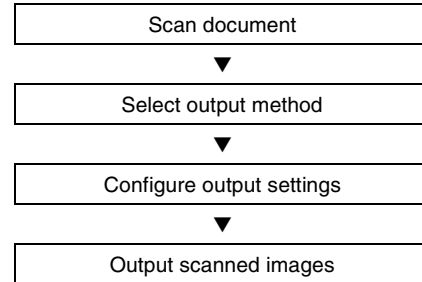 Scan document
Select output method
Configure output settings
Output scanned images